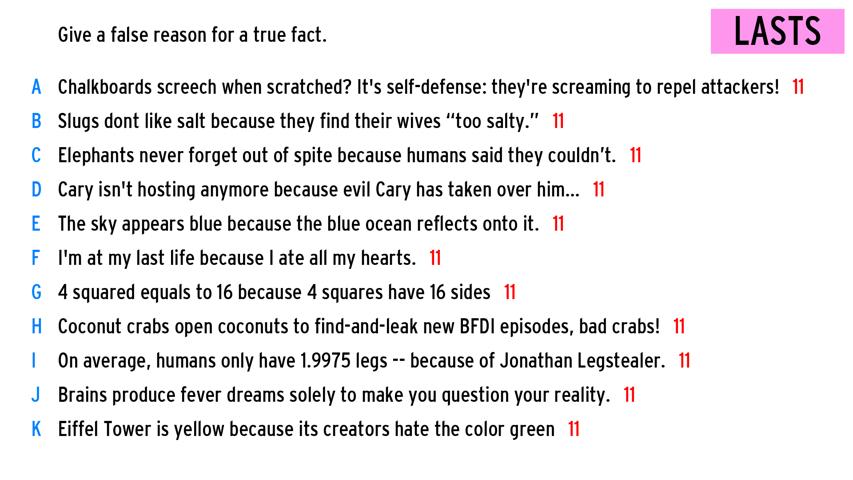 Give a false reason for a true fact.
LASTS
A Chalkboards screech when scratched? It's self-defense: they're screaming to repel attackers! 11
B Slugs dont like salt because they find their wives “too salty.” 11
C Elephants never forget out of spite because humans said they couldn’t. 11
D Cary isn't hosting anymore because evil Cary has taken over him... 11
E The sky appears blue because the blue ocean reflects onto it. 11
F I'm at my last life because I ate all my hearts. 11
G 4 squared equals to 16 because 4 squares have 16 sides 11
H Coconut crabs open coconuts to find-and-leak new BFDI episodes, bad crabs! 11
I On average, humans only have 1.9975 legs -- because of Jonathan Legstealer. 11
J Brains produce fever dreams solely to make you question your reality. 11
K Eiffel Tower is yellow because its creators hate the color green 11